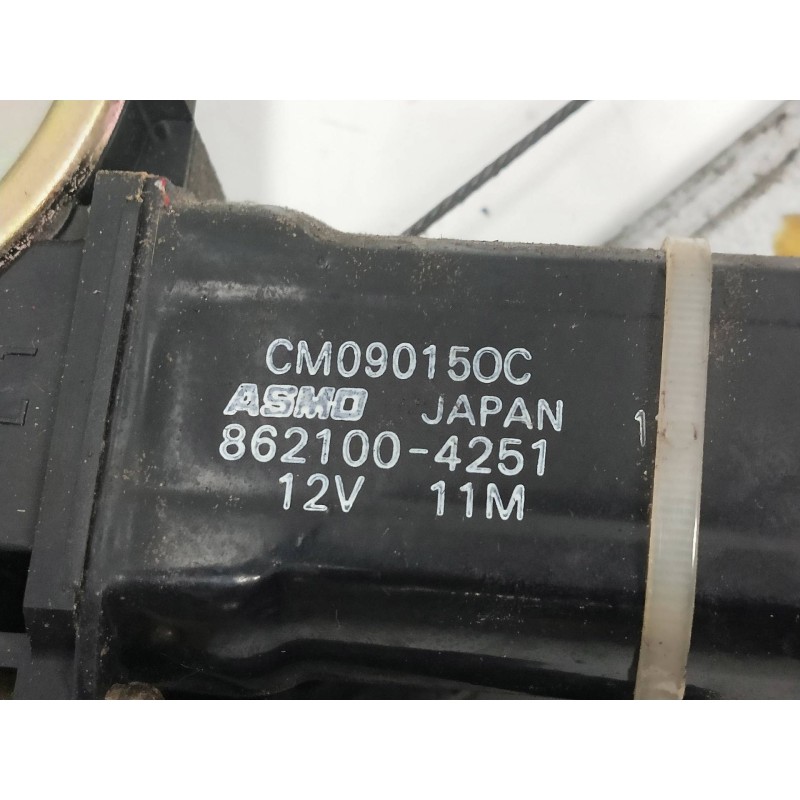 CM090150C
ASMO JAPAN
862100-4251
12V 11M